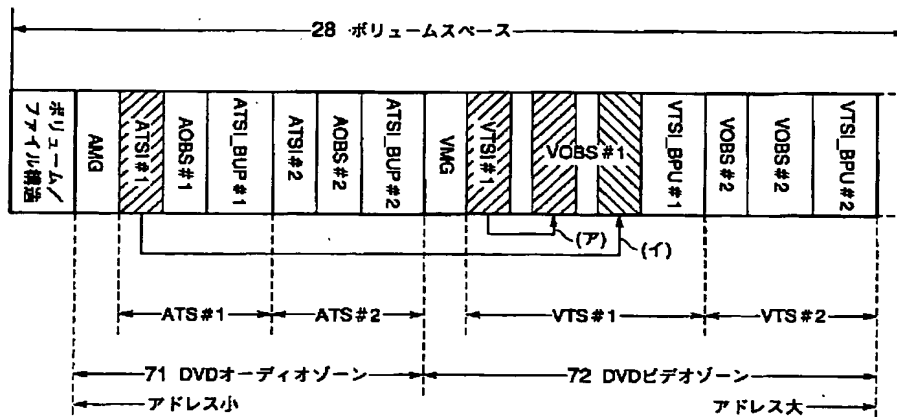 28 ボリュームスペース
ボリューム/
ファイル構造
AMG
ATSI#1
AOBS#1
ATSI_BUP#1
ATSI#2
AOBS#2
ATSI_BUP#2
VMG
VTSI#1
VOBS#1
VTSI_BPU#1
VOBS#2
VOBS#2
VTSI_BPU#2
(ア)
(イ)
ATS#1
ATS#2
VTS#1
VTS#2
71 DVDオーディオゾーン
72 DVDビデオゾーン
アドレス小
アドレス大